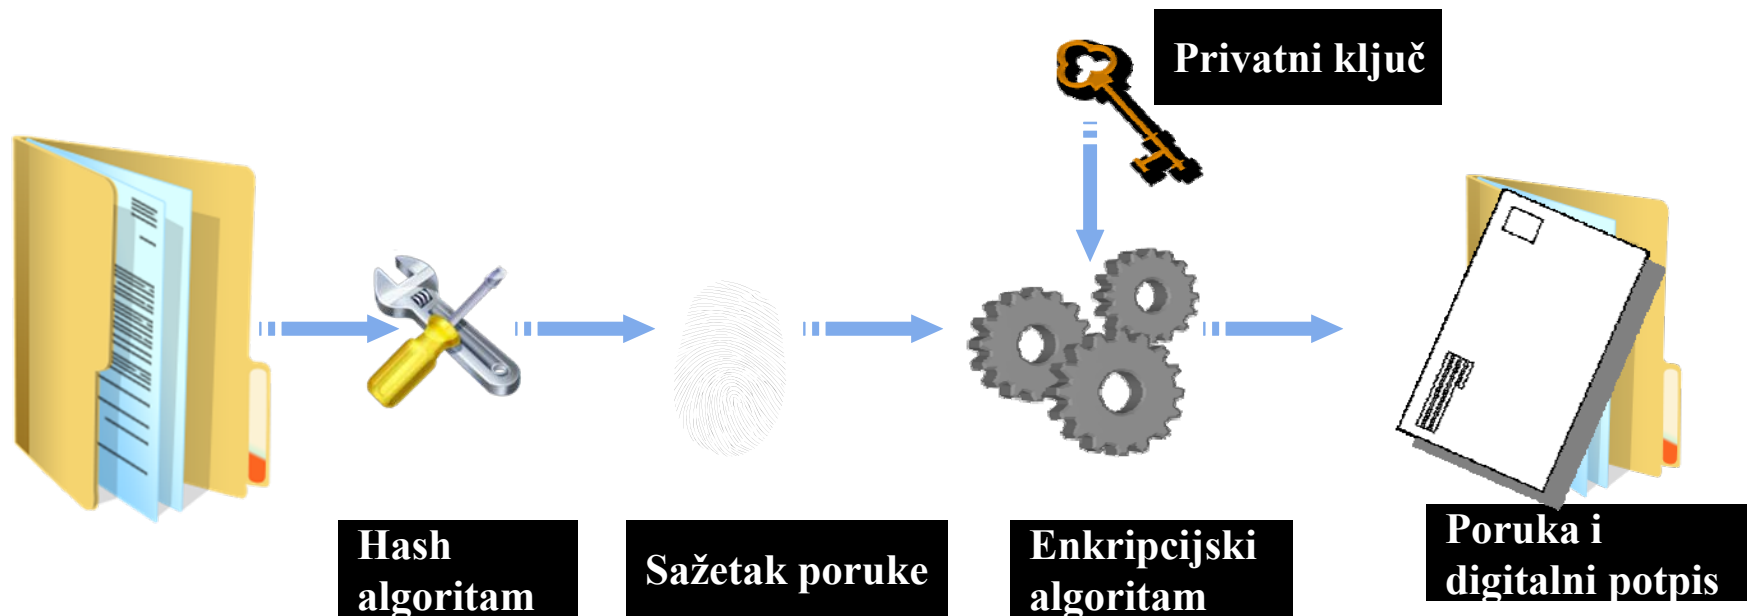 Privatni ključ
Hash
algoritam
Sažetak poruke
Enkripcijski
algoritam
Poruka i
digitalni potpis